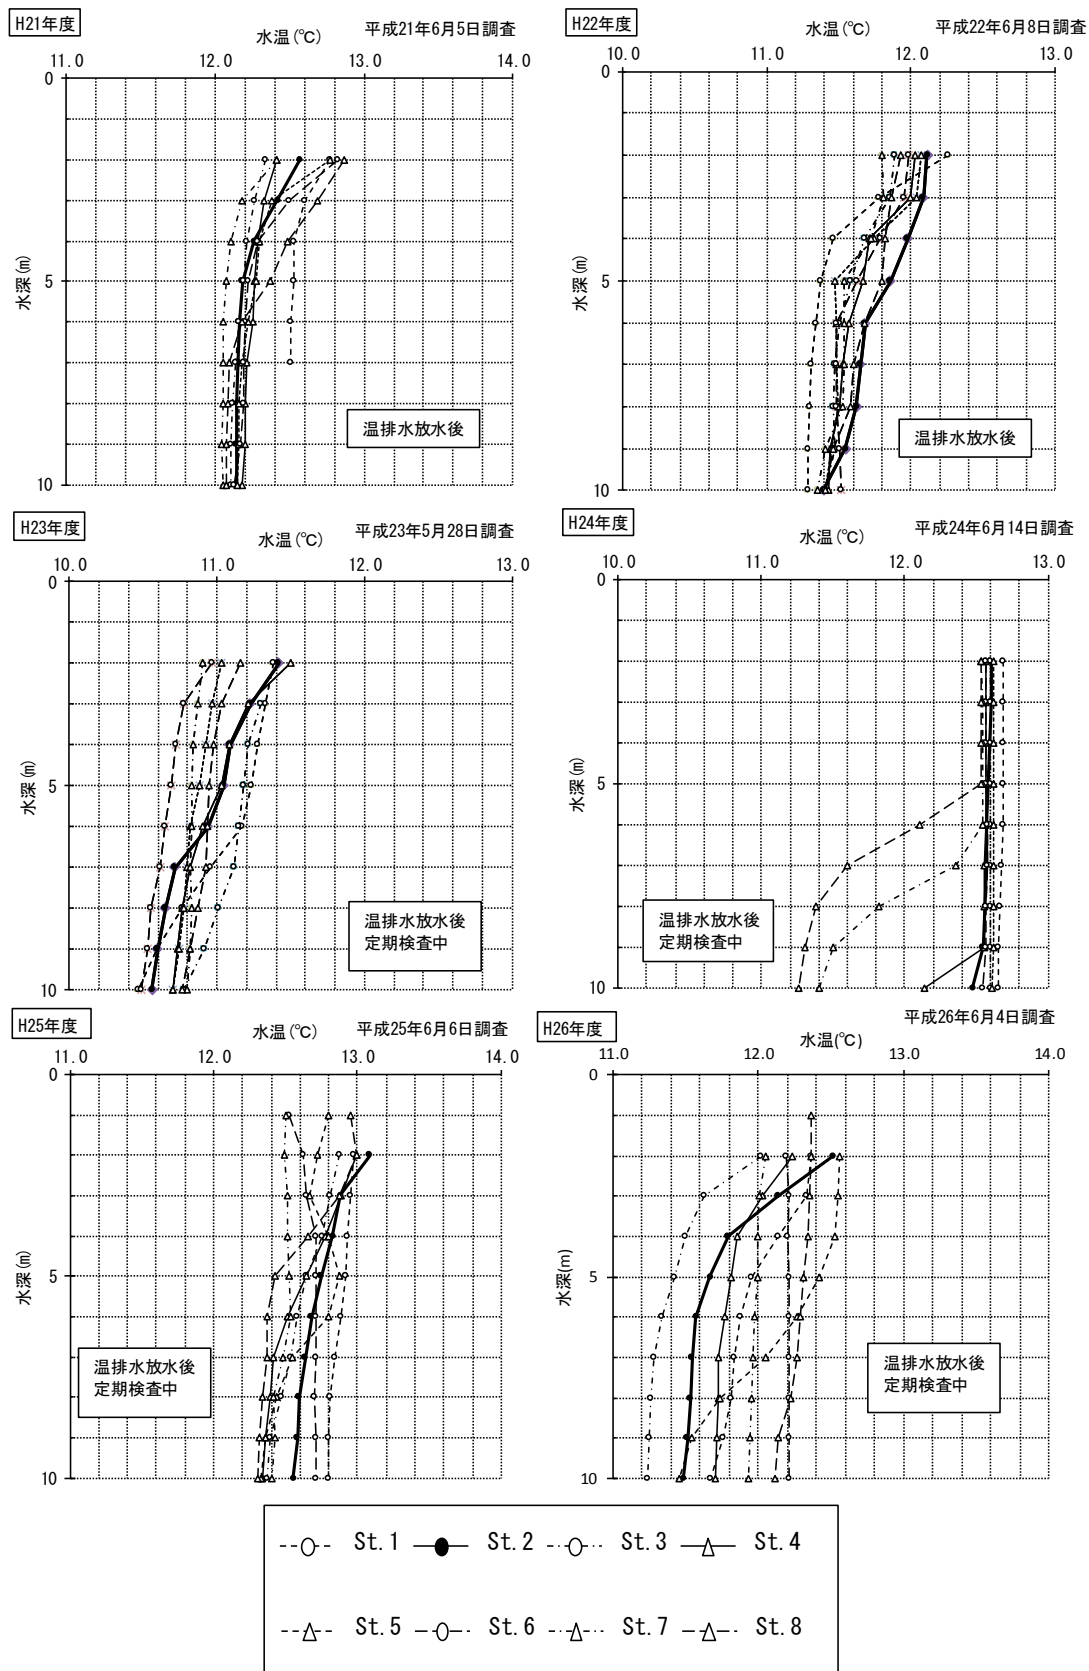 H21年度
平成21年6月5日調査
水温(℃)
11.0 12.0 13.0 14.0
0
5
10
水深(m)
温排水放水後
H22年度
平成22年6月8日調査
水温(℃)
10.0 11.0 12.0 13.0
0
5
10
水深(m)
温排水放水後
H23年度
平成23年5月28日調査
水温(℃)
10.0 11.0 12.0 13.0
0
5
10
水深(m)
温排水放水後
定期検査中
H24年度
平成24年6月14日調査
水温(℃)
10.0 11.0 12.0 13.0
0
5
10
水深(m)
温排水放水後
定期検査中
H25年度
平成25年6月6日調査
水温(℃)
11.0 12.0 13.0 14.0
0
5
10
水深(m)
温排水放水後
定期検査中
H26年度
平成26年6月4日調査
水温(℃)
11.0 12.0 13.0 14.0
0
5
10
水深(m)
温排水放水後
定期検査中
St.1 St.2 St.3 St.4
St.5 St.6 St.7 St.8